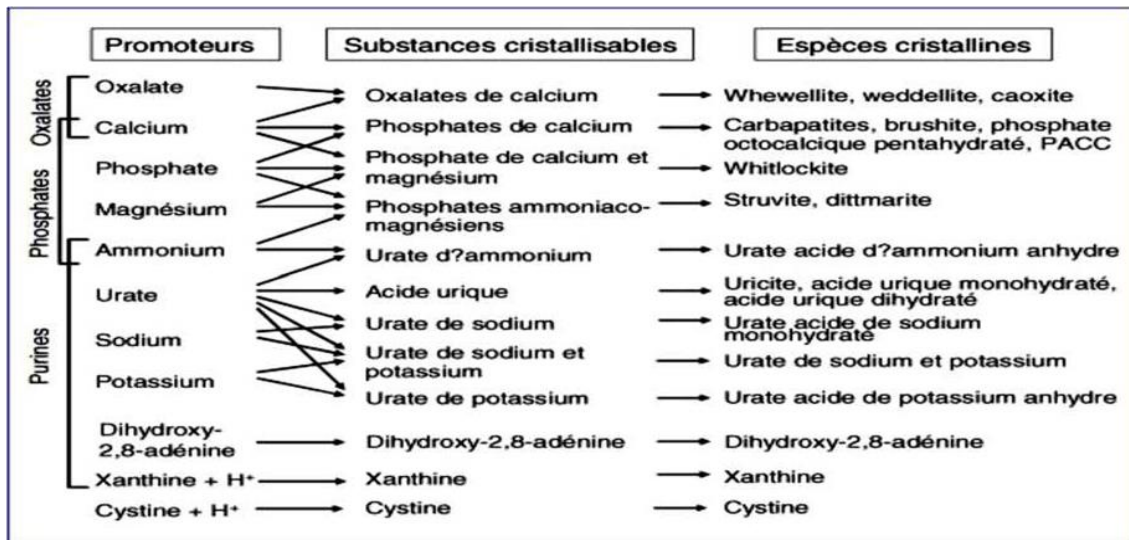 Promoteurs
Substances cristallisables
Espèces cristallines
Oxalates
Phosphates
Purines
Oxalate
Calcium
Phosphate
Magnésium
Ammonium
Urate
Sodium
Potassium
Dihydroxy-
2,8-adénine
Xanthine + H⁺
Cystine + H⁺
Oxalates de calcium
Phosphates de calcium
Phosphate de calcium et
magnésium
Phosphates ammoniaco-
magnésiens
Urate d?ammonium
Acide urique
Urate de sodium
Urate de sodium et
potassium
Urate de potassium
Dihydroxy-2,8-adénine
Xanthine
Cystine
Whewellite, weddellite, caoxite
Carbapatites, brushite, phosphate
octocalcique pentahydraté, PACC
Whitlockite
Struvite, dittmarite
Urate acide d?ammonium anhydre
Uricite, acide urique monohydraté,
acide urique dihydraté
Urate acide de sodium
monohydraté
Urate de sodium et potassium
Urate acide de potassium anhydre
Dihydroxy-2,8-adénine
Xanthine
Cystine